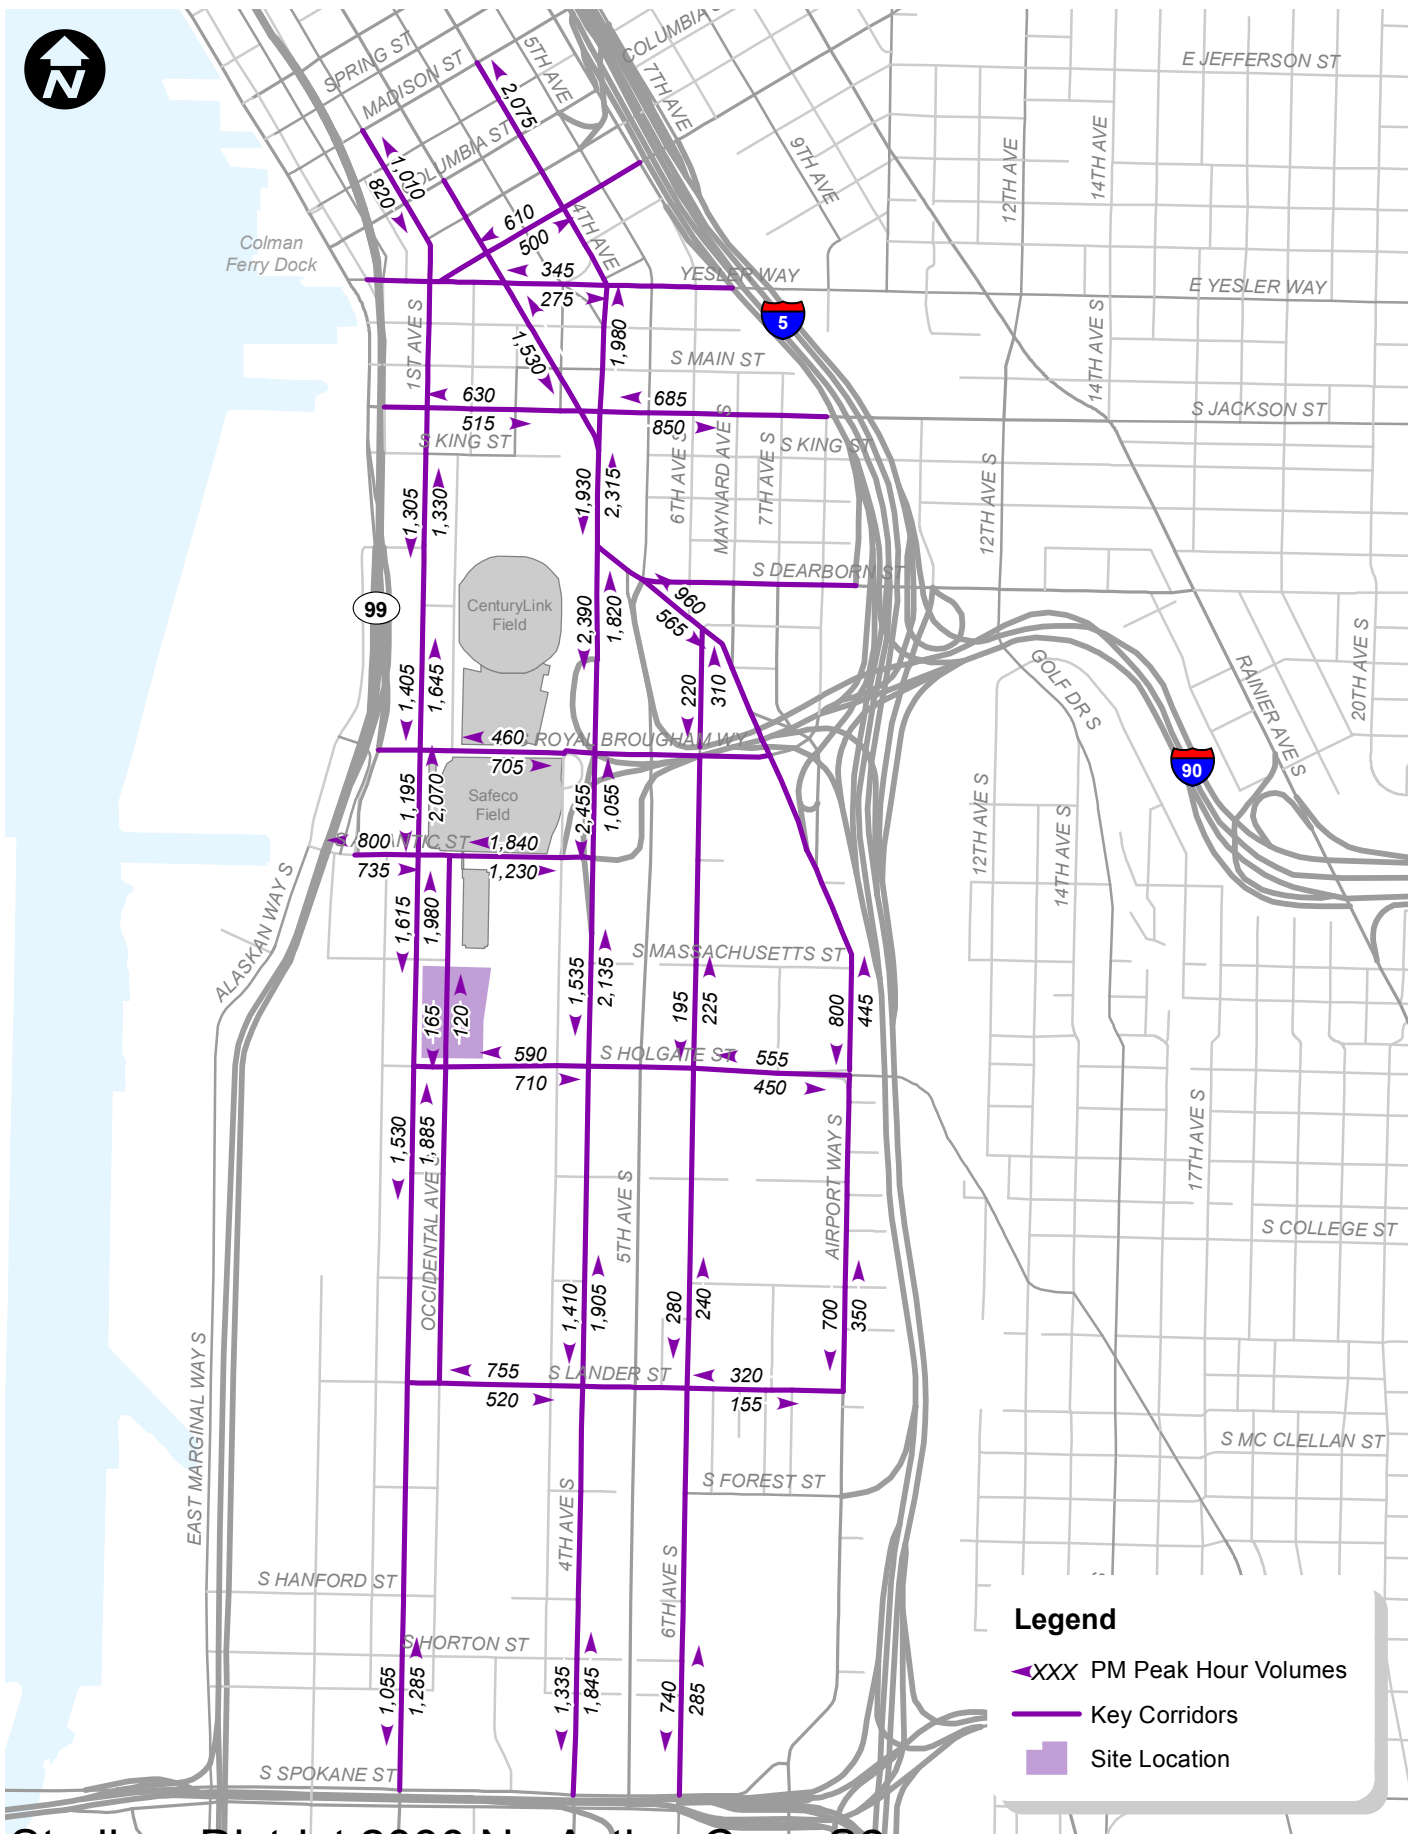 N
SPRING ST
MADISON ST
COLUMBIA ST
5TH AVE
COLUMBIA
7TH AVE
9TH AVE
12TH AVE
14TH AVE
E JEFFERSON ST
2,075
1,010
820
610
500
4TH AVE
Colman
Ferry Dock
345
275
YESLER WAY
E YESLER WAY
5
1ST AVE S
1,530
1,980
S MAIN ST
14TH AVE S
630
685
S JACKSON ST
515
850
S KING ST
S KING ST
6TH AVE S
MAYNARD AVE S
7TH AVE S
12TH AVE S
1,305
1,330
1,930
2,315
S DEARBORN ST
99
CenturyLink
Field
2,390
1,820
960
565
GOLF DR S
RAINIER AVE S
20TH AVE S
1,405
1,645
220
310
460
S ROYAL BROUGHAM WY
705
90
1,195
2,070
Safeco
Field
2,455
1,055
12TH AVE S
14TH AVE S
800
S ATLANTIC ST
1,840
735
1,230
ALASKAN WAY S
1,615
1,980
S MASSACHUSETTS ST
1,535
2,135
195
225
800
445
165
120
590
S HOLGATE ST
555
710
450
1,530
1,885
OCCIDENTAL AVE S
5TH AVE S
AIRPORT WAY S
17TH AVE S
S COLLEGE ST
1,410
1,905
280
240
700
350
755
S LANDER ST
320
520
155
EAST MARGINAL WAY S
S MC CLELLAN ST
S FOREST ST
4TH AVE S
6TH AVE S
S HANFORD ST
S HORTON ST
1,055
1,285
1,335
1,845
740
285
S SPOKANE ST
Legend
XXX PM Peak Hour Volumes
Key Corridors
Site Location